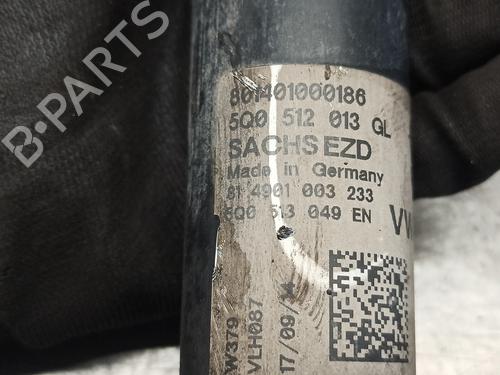 801401000186
5Q0 512 013 GL
SACHS EZD
Made in Germany
81 4901 003 233
5Q0 513 049 EN
VW
W379
VLH087
17/09/14
B-PARTS